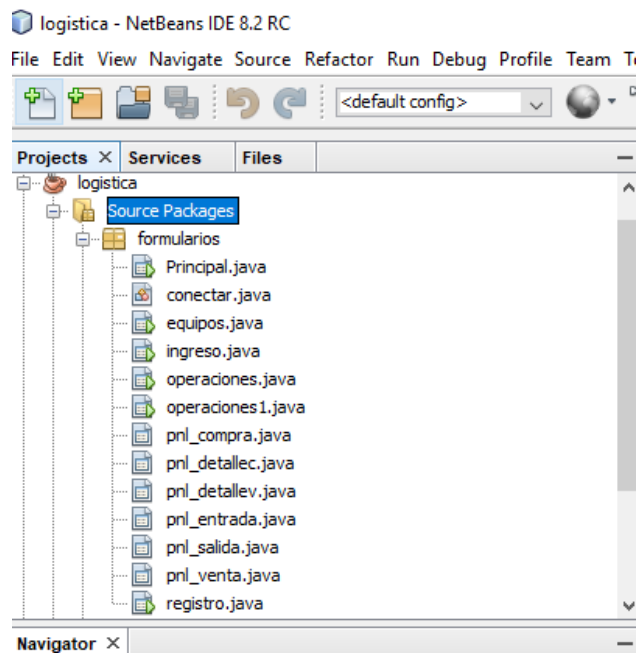 logistica - NetBeans IDE 8.2 RC
File Edit View Navigate Source Refactor Run Debug Profile Team
<default config>
Projects × Services Files
logistica
Source Packages
formularios
Principal.java
conectar.java
equipos.java
ingreso.java
operaciones.java
operaciones1.java
pnl_compra.java
pnl_detallec.java
pnl_detallev.java
pnl_entrada.java
pnl_salida.java
pnl_venta.java
registro.java
Navigator ×